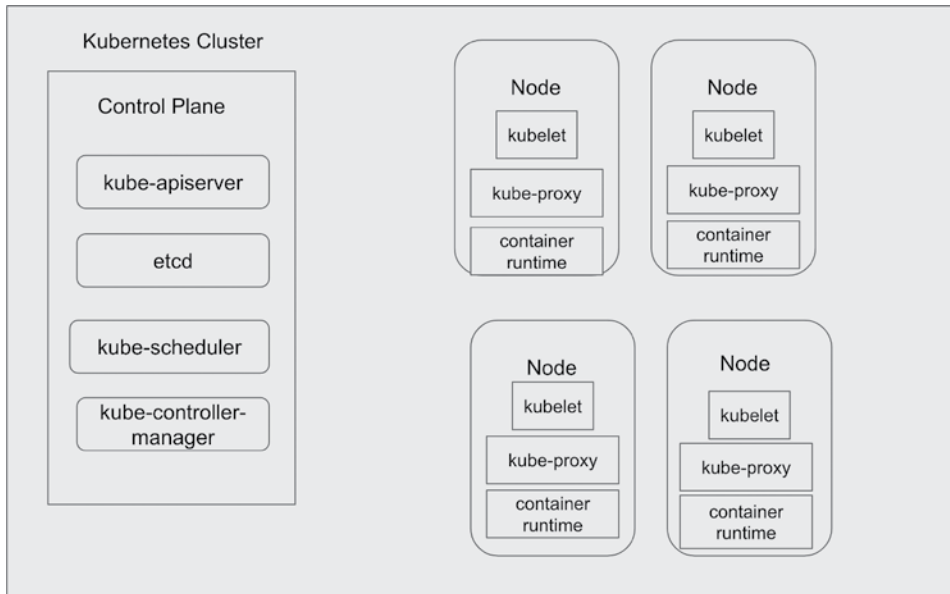 Kubernetes Cluster
Control Plane
kube-apiserver
etcd
kube-scheduler
kube-controller-
manager
Node
kubelet
kube-proxy
container
runtime
Node
kubelet
kube-proxy
container
runtime
Node
kubelet
kube-proxy
container
runtime
Node
kubelet
kube-proxy
container
runtime